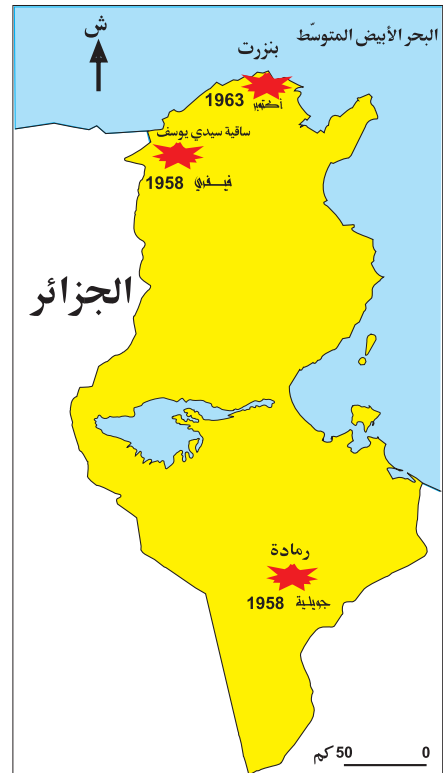 ش
البحر الأبيض المتوسّط
بنزرت
أكتوبر 1963
ساقية سيدي يوسف
فيفري 1958
الجزائر
رمادة
جويلية 1958
0 50 كم